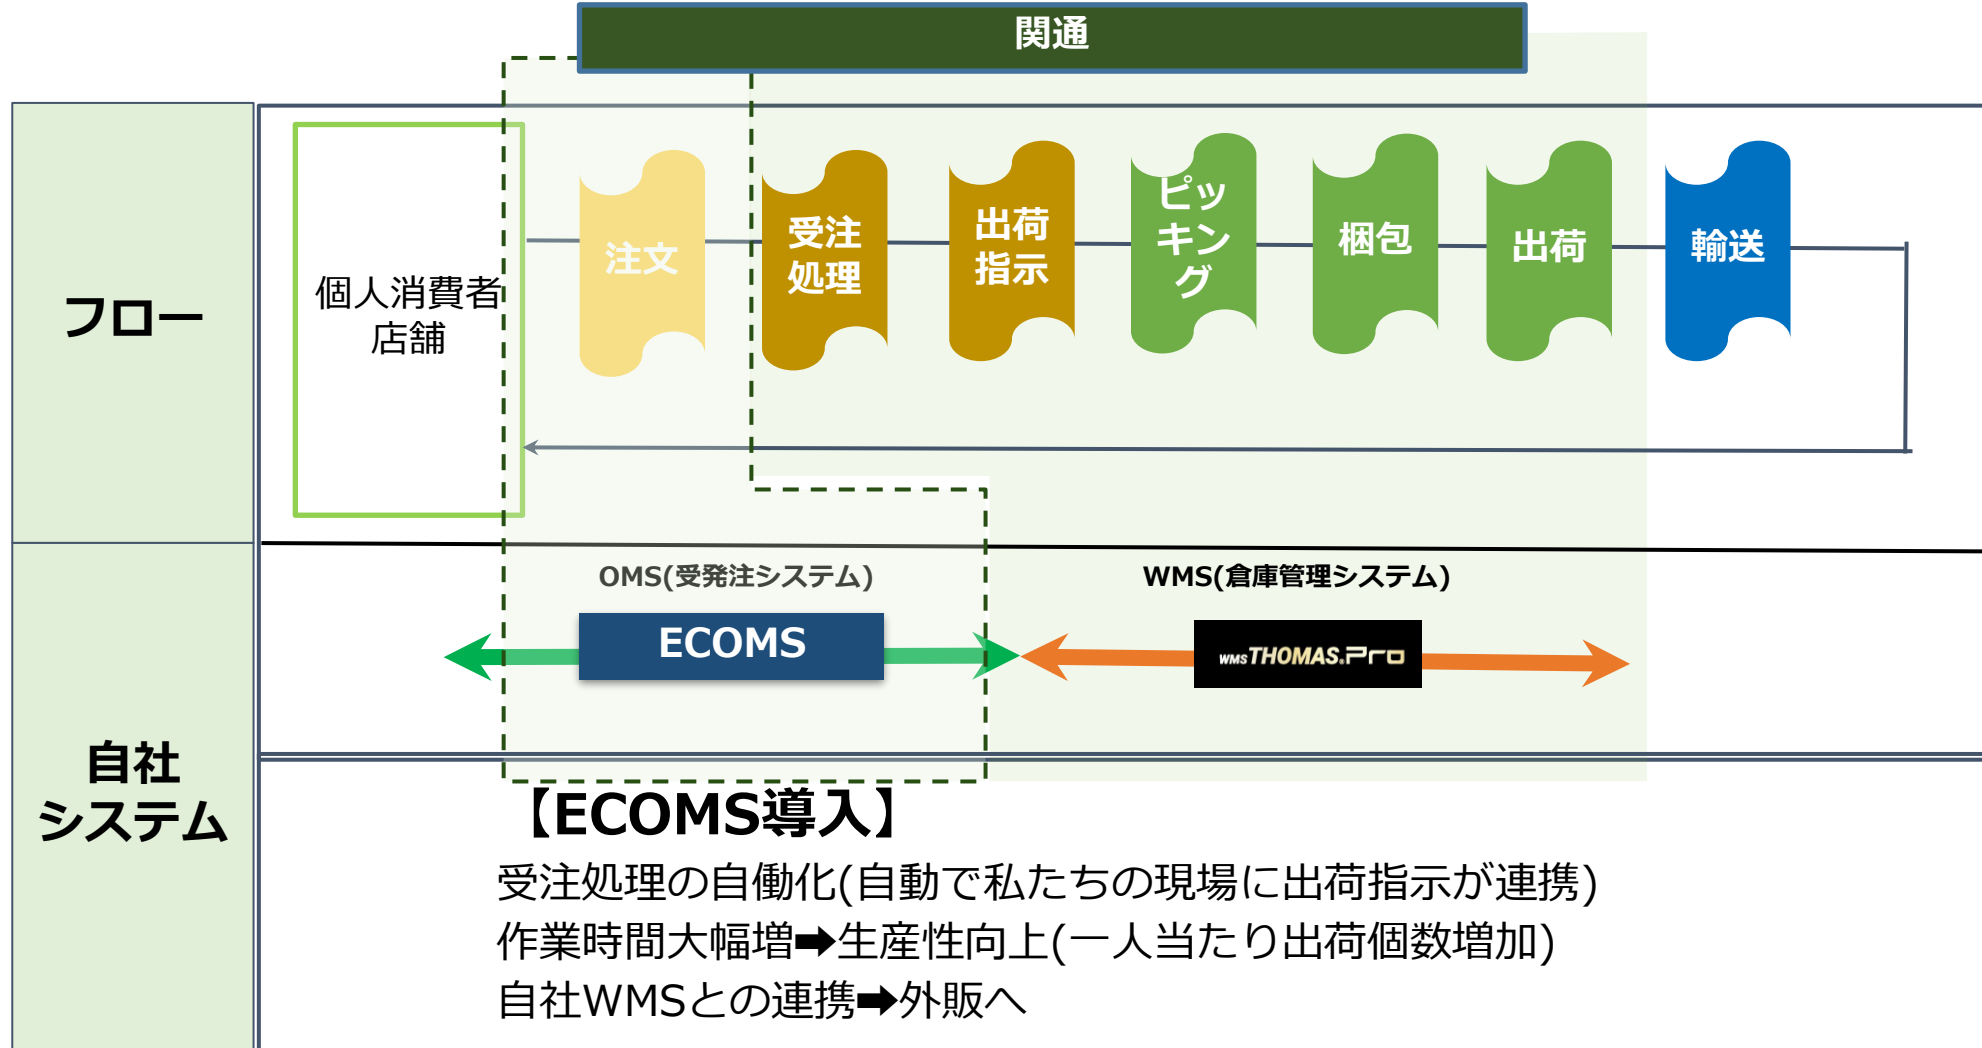 関通
フロー
個人消費者
店舗
注文
受注
処理
出荷
指示
ピッ
キン
グ
梱包
出荷
輸送
自社
システム
OMS(受発注システム)
WMS(倉庫管理システム)
ECOMS
WMS THOMAS.Pro
【ECOMS導入】
受注処理の自働化(自動で私たちの現場に出荷指示が連携)
作業時間大幅増➡生産性向上(一人当たり出荷個数増加)
自社WMSとの連携➡外販へ